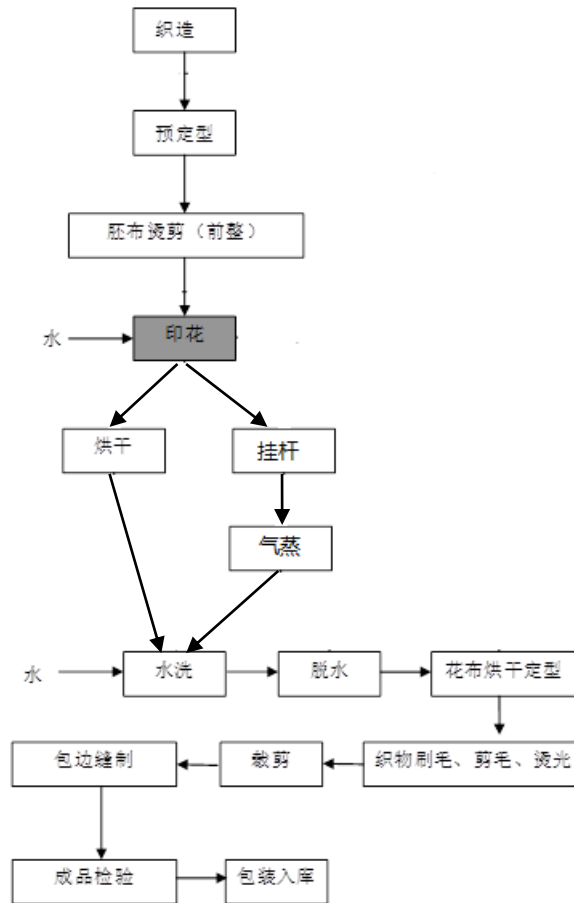 织造
预定型
胚布烫剪（前整）
水
印花
烘干
挂杆
气蒸
水
水洗
脱水
花布烘干定型
包边缝制
裁剪
织物刷毛、剪毛、烫光
成品检验
包装入库